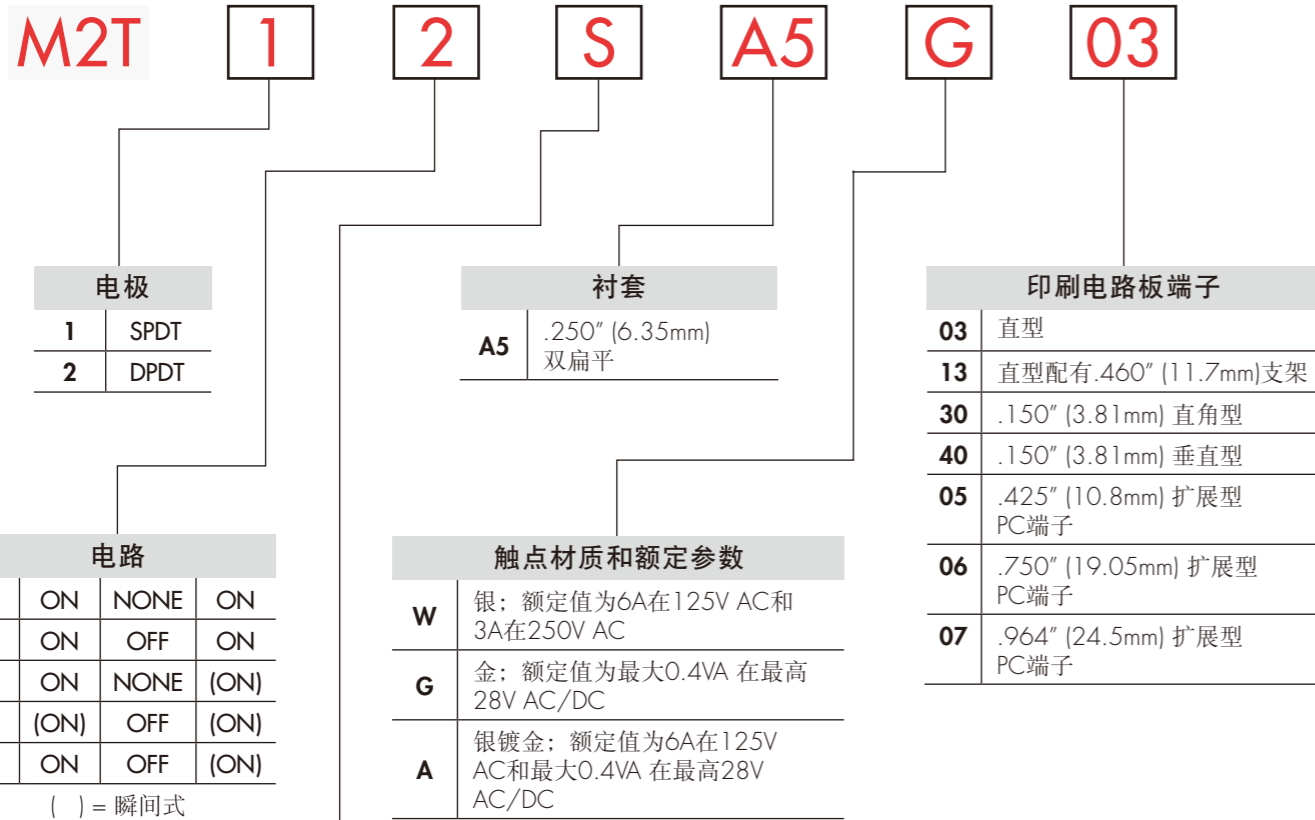 M2T 1 2 S A5 G 03
电极
1 SPDT
2 DPDT
电路
ON NONE ON
ON OFF ON
ON NONE (ON)
(ON) OFF (ON)
ON OFF (ON)
( ) = 瞬间式
衬套
A5 .250" (6.35mm)
双扁平
触点材质和额定参数
W 银；额定值为6A在125V AC和
3A在250V AC
G 金；额定值为最大0.4VA 在最高
28V AC/DC
A 银镀金；额定值为6A在125V
AC和最大0.4VA 在最高28V
AC/DC
印刷电路板端子
03 直型
13 直型配有.460" (11.7mm)支架
30 .150" (3.81mm) 直角型
40 .150" (3.81mm) 垂直型
05 .425" (10.8mm) 扩展型
PC端子
06 .750" (19.05mm) 扩展型
PC端子
07 .964" (24.5mm) 扩展型
PC端子